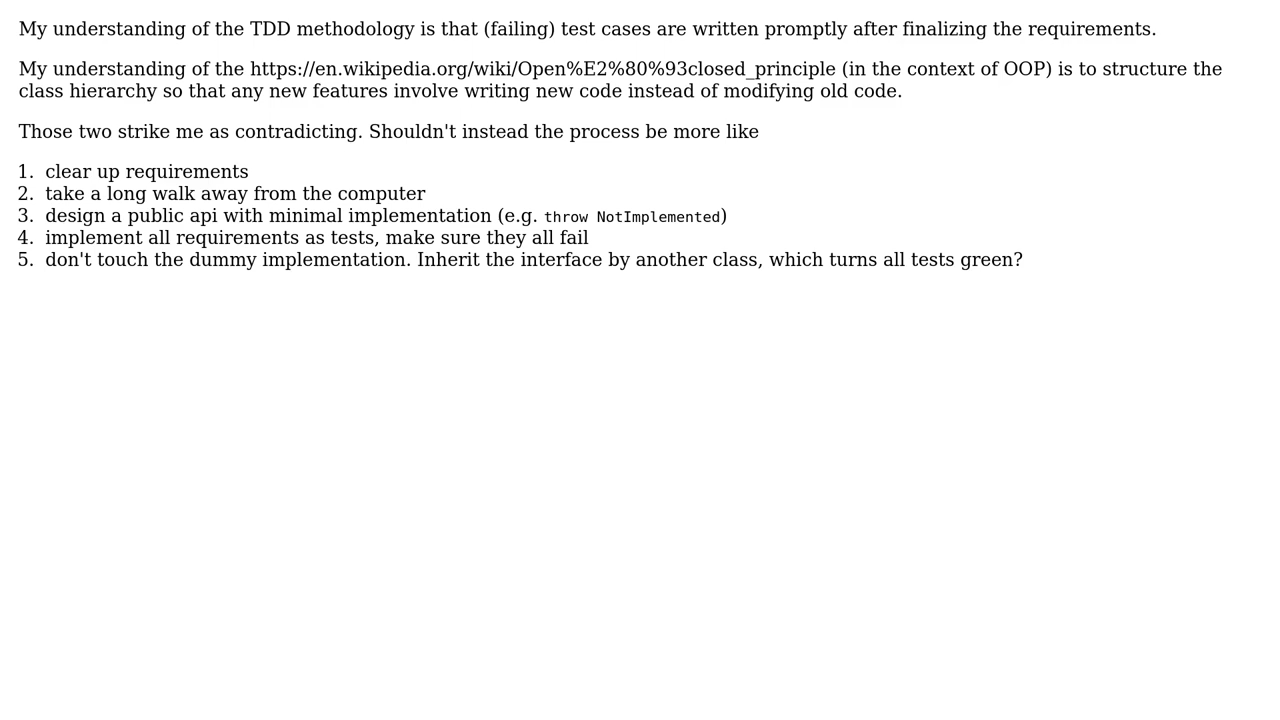 My understanding of the TDD methodology is that (failing) test cases are written promptly after finalizing the requirements.
My understanding of the https://en.wikipedia.org/wiki/Open%E2%80%93closed_principle (in the context of OOP) is to structure the
class hierarchy so that any new features involve writing new code instead of modifying old code.
Those two strike me as contradicting. Shouldn't instead the process be more like
1. clear up requirements
2. take a long walk away from the computer
3. design a public api with minimal implementation (e.g. throw NotImplemented)
4. implement all requirements as tests, make sure they all fail
5. don't touch the dummy implementation. Inherit the interface by another class, which turns all tests green?